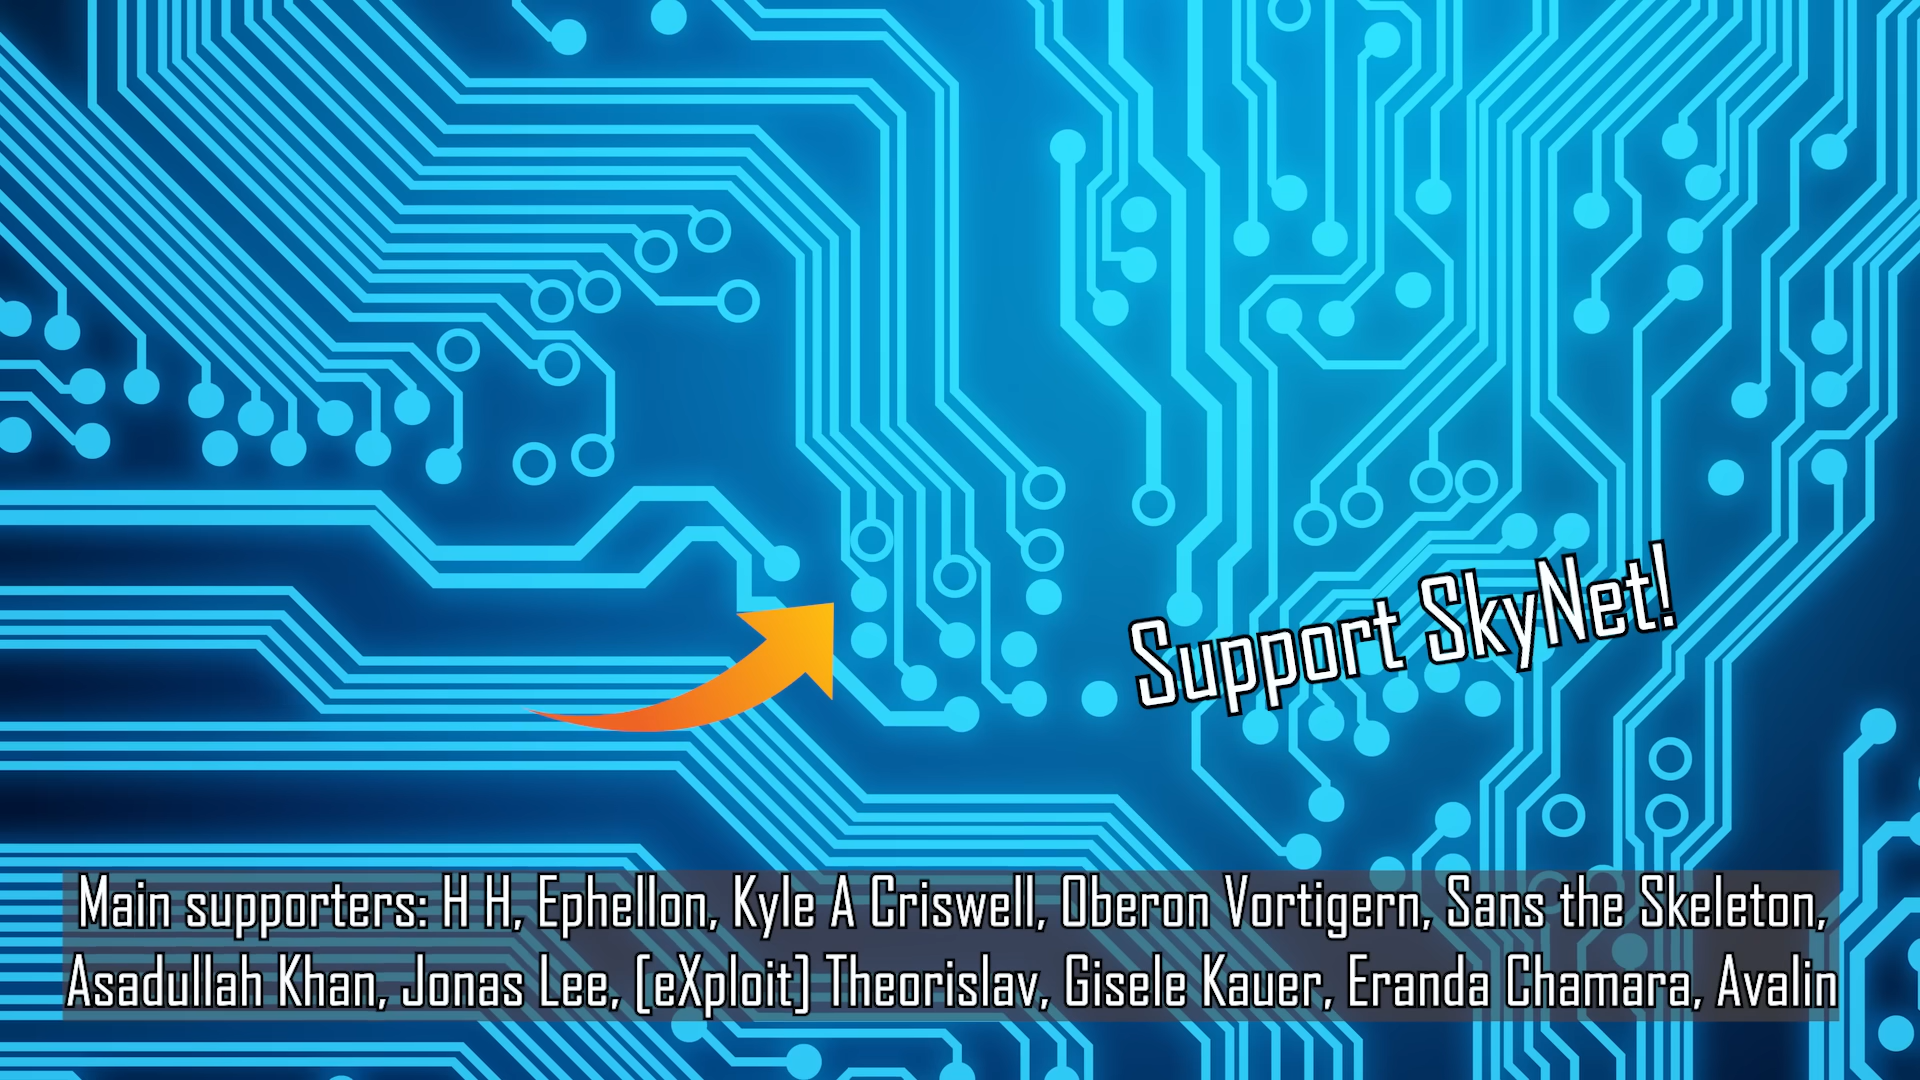 Support SkyNet!
Main supporters: H H, Ephellon, Kyle A Criswell, Oberon Vortigern, Sans the Skeleton,
Asadullah Khan, Jonas Lee, [eXploit] Theorislav, Gisele Kauer, Eranda Chamara, Avalin